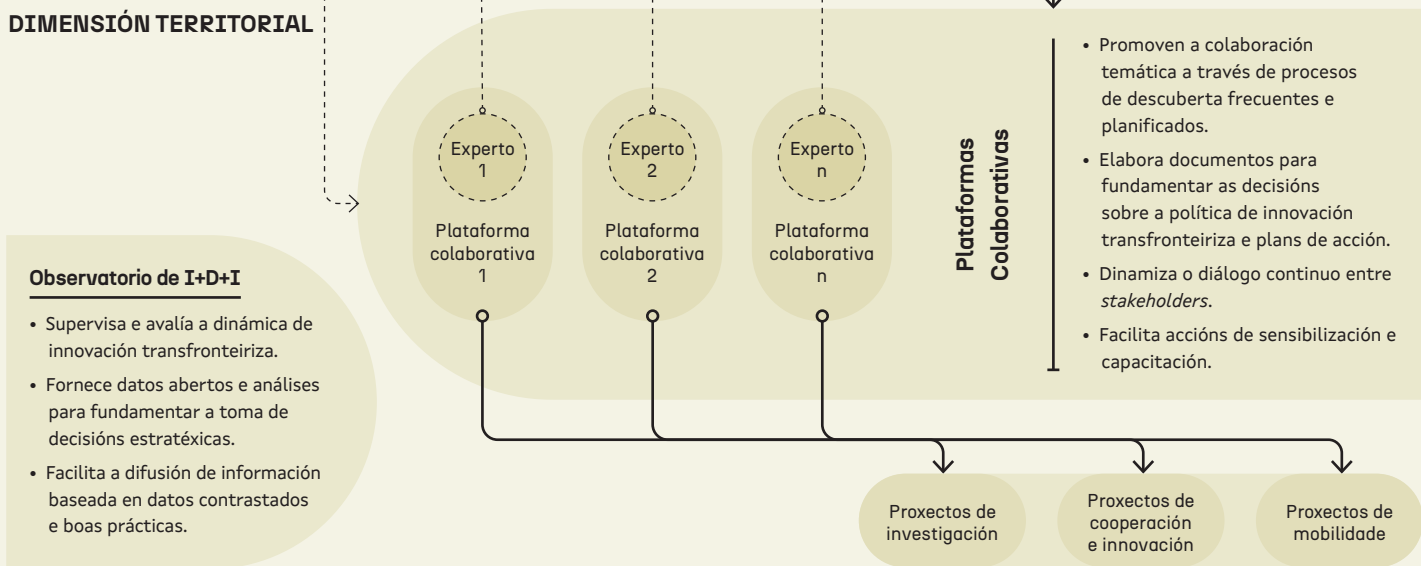 DIMENSIÓN TERRITORIAL
Experto
1
Plataforma
colaborativa
1
Experto
2
Plataforma
colaborativa
2
Experto
n
Plataforma
colaborativa
n
Plataformas
Colaborativas
• Promoven a colaboración
temática a través de procesos
de descuberta frecuentes e
planificados.
• Elabora documentos para
fundamentar as decisións
sobre a política de innovación
transfronteiriza e plans de acción.
• Dinamiza o diálogo continuo entre
stakeholders.
• Facilita accións de sensibilización e
capacitación.
Observatorio de I+D+I
• Supervisa e avalía a dinámica de
innovación transfronteiriza.
• Fornece datos abertos e análises
para fundamentar a toma de
decisións estratéxicas.
• Facilita a difusión de información
baseada en datos contrastados
e boas prácticas.
Proxectos de
investigación
Proxectos de
cooperación
e innovación
Proxectos de
mobilidade